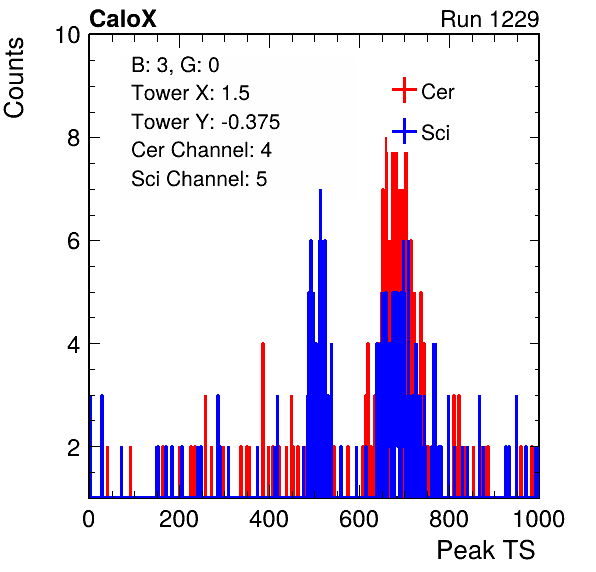 CaloX Run 1229
Counts
10
B: 3, G: 0
Tower X: 1.5
Cer
Tower Y: -0.375
Sci
Cer Channel: 4
Sci Channel: 5
8
6
4
2
0 200 400 600 800 1000
Peak TS